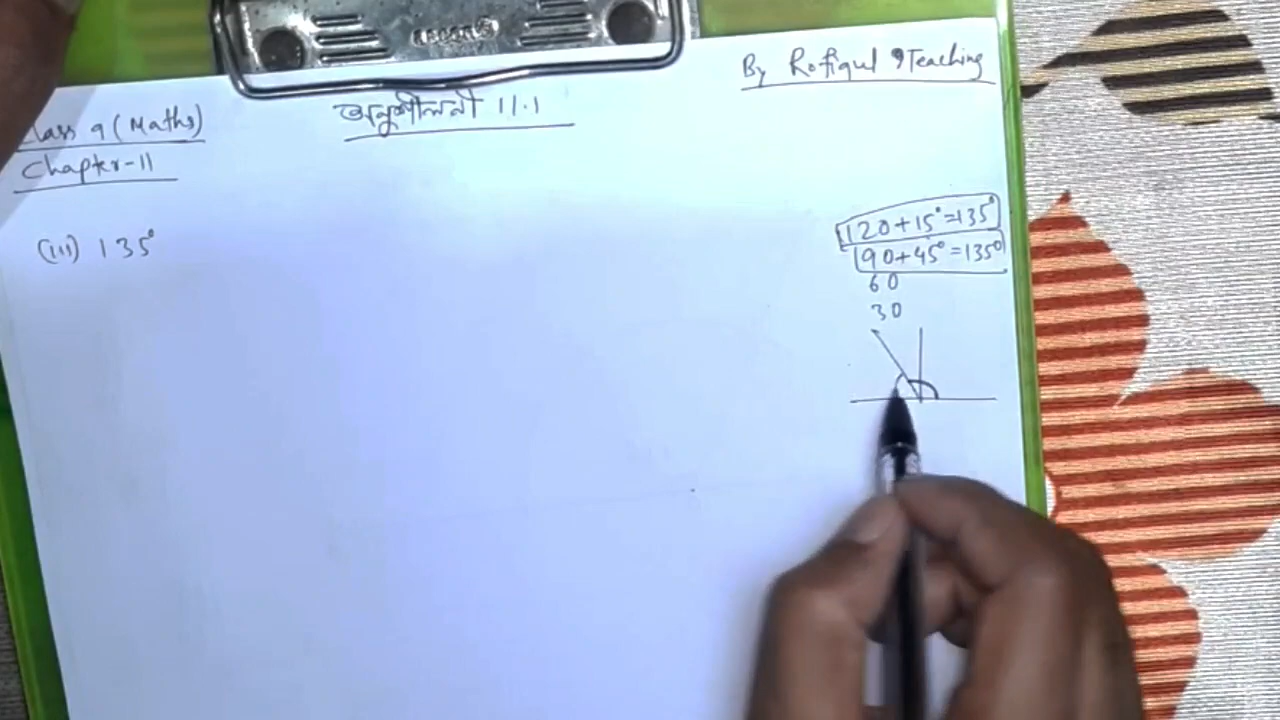 By Rofiqul 9 Teaching
অনুশীলনী 11.1
Class 9 (Maths)
Chapter-11
(iii) 135°
120+15°=135°
90+45°=135°
60
30